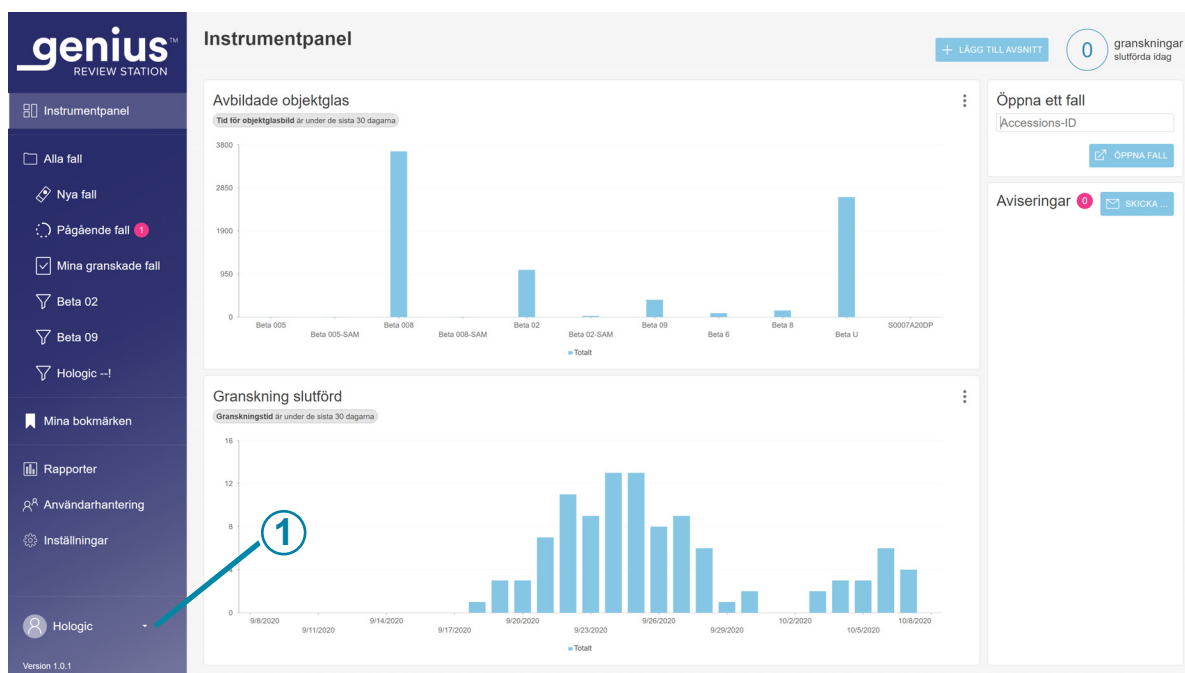 genius™
REVIEW STATION
Instrumentpanel
Alla fall
Nya fall
Pågående fall 1
Mina granskade fall
Beta 02
Beta 09
Hologic --!
Mina bokmärken
Rapporter
Användarhantering
Inställningar
Hologic
Version 1.0.1
Instrumentpanel
+ LÄGG TILL AVSNITT
0
granskningar
slutförda idag
Avbildade objektglas
Tid för objektglasbild är under de sista 30 dagarna
3800
2850
1900
950
0
Beta 005
Beta 005-SAM
Beta 008
Beta 008-SAM
Beta 02
Beta 02-SAM
Beta 09
Beta 6
Beta 8
Beta U
S0007A20DP
Totalt
Granskning slutförd
Granskningstid är under de sista 30 dagarna
16
12
8
4
0
9/8/2020
9/11/2020
9/14/2020
9/17/2020
9/20/2020
9/23/2020
9/26/2020
9/29/2020
10/2/2020
10/5/2020
10/8/2020
Totalt
1
Öppna ett fall
Accessions-ID
ÖPPNA FALL
Aviseringar 0
SKICKA ...